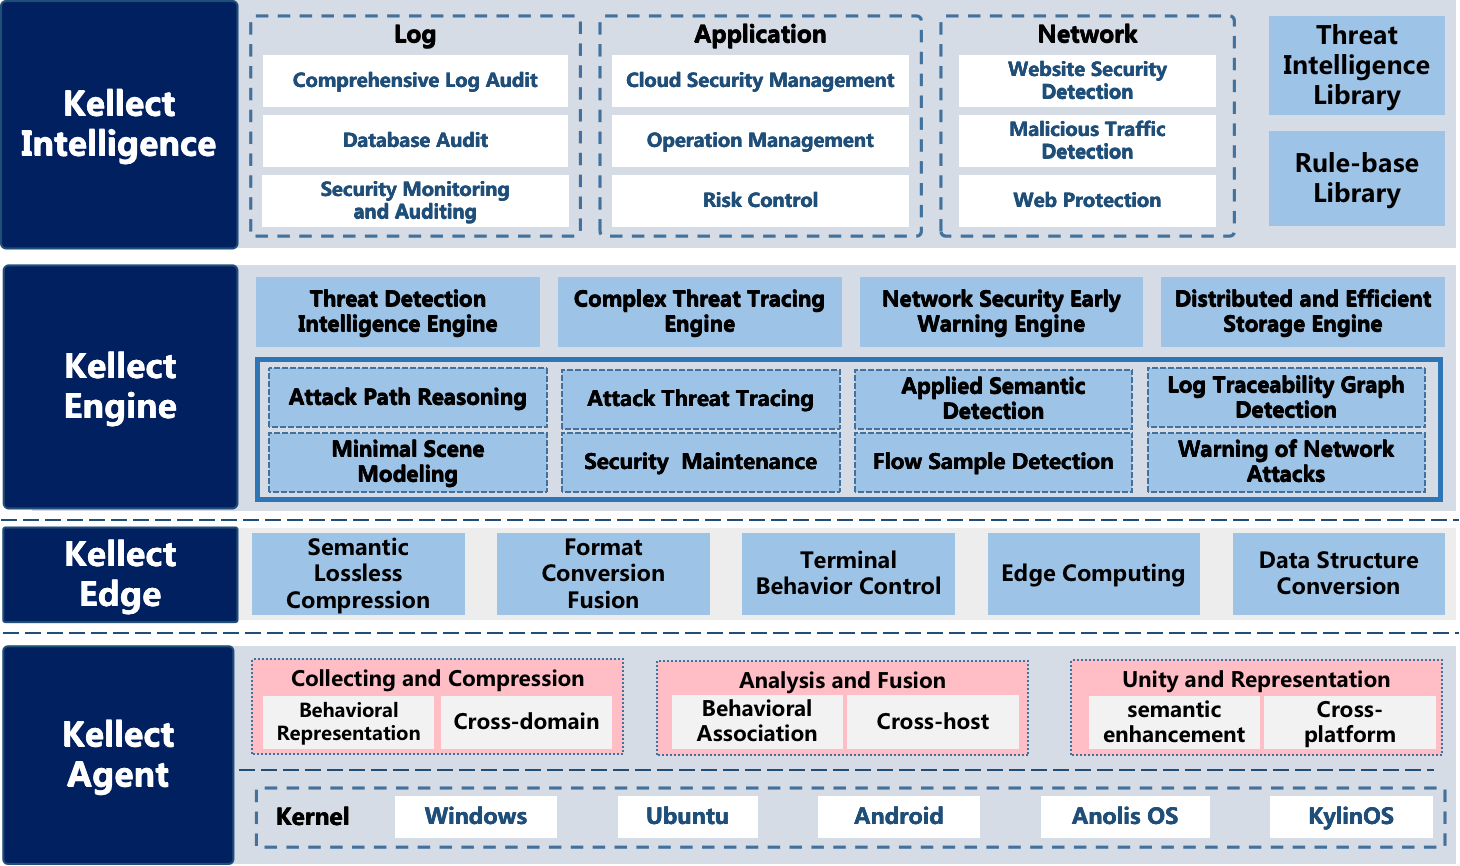 Kellect
Intelligence
Log
Comprehensive Log Audit
Database Audit
Security Monitoring
and Auditing
Application
Cloud Security Management
Operation Management
Risk Control
Network
Website Security
Detection
Malicious Traffic
Detection
Web Protection
Threat
Intelligence
Library
Rule-base
Library
Kellect
Engine
Threat Detection
Intelligence Engine
Complex Threat Tracing
Engine
Network Security Early
Warning Engine
Distributed and Efficient
Storage Engine
Attack Path Reasoning
Attack Threat Tracing
Applied Semantic
Detection
Log Traceability Graph
Detection
Minimal Scene
Modeling
Security Maintenance
Flow Sample Detection
Warning of Network
Attacks
Kellect
Edge
Semantic
Lossless
Compression
Format
Conversion
Fusion
Terminal
Behavior Control
Edge Computing
Data Structure
Conversion
Kellect
Agent
Collecting and Compression
Behavioral
Representation
Cross-domain
Analysis and Fusion
Behavioral
Association
Cross-host
Unity and Representation
semantic
enhancement
Cross-
platform
Kernel
Windows
Ubuntu
Android
Anolis OS
KylinOS